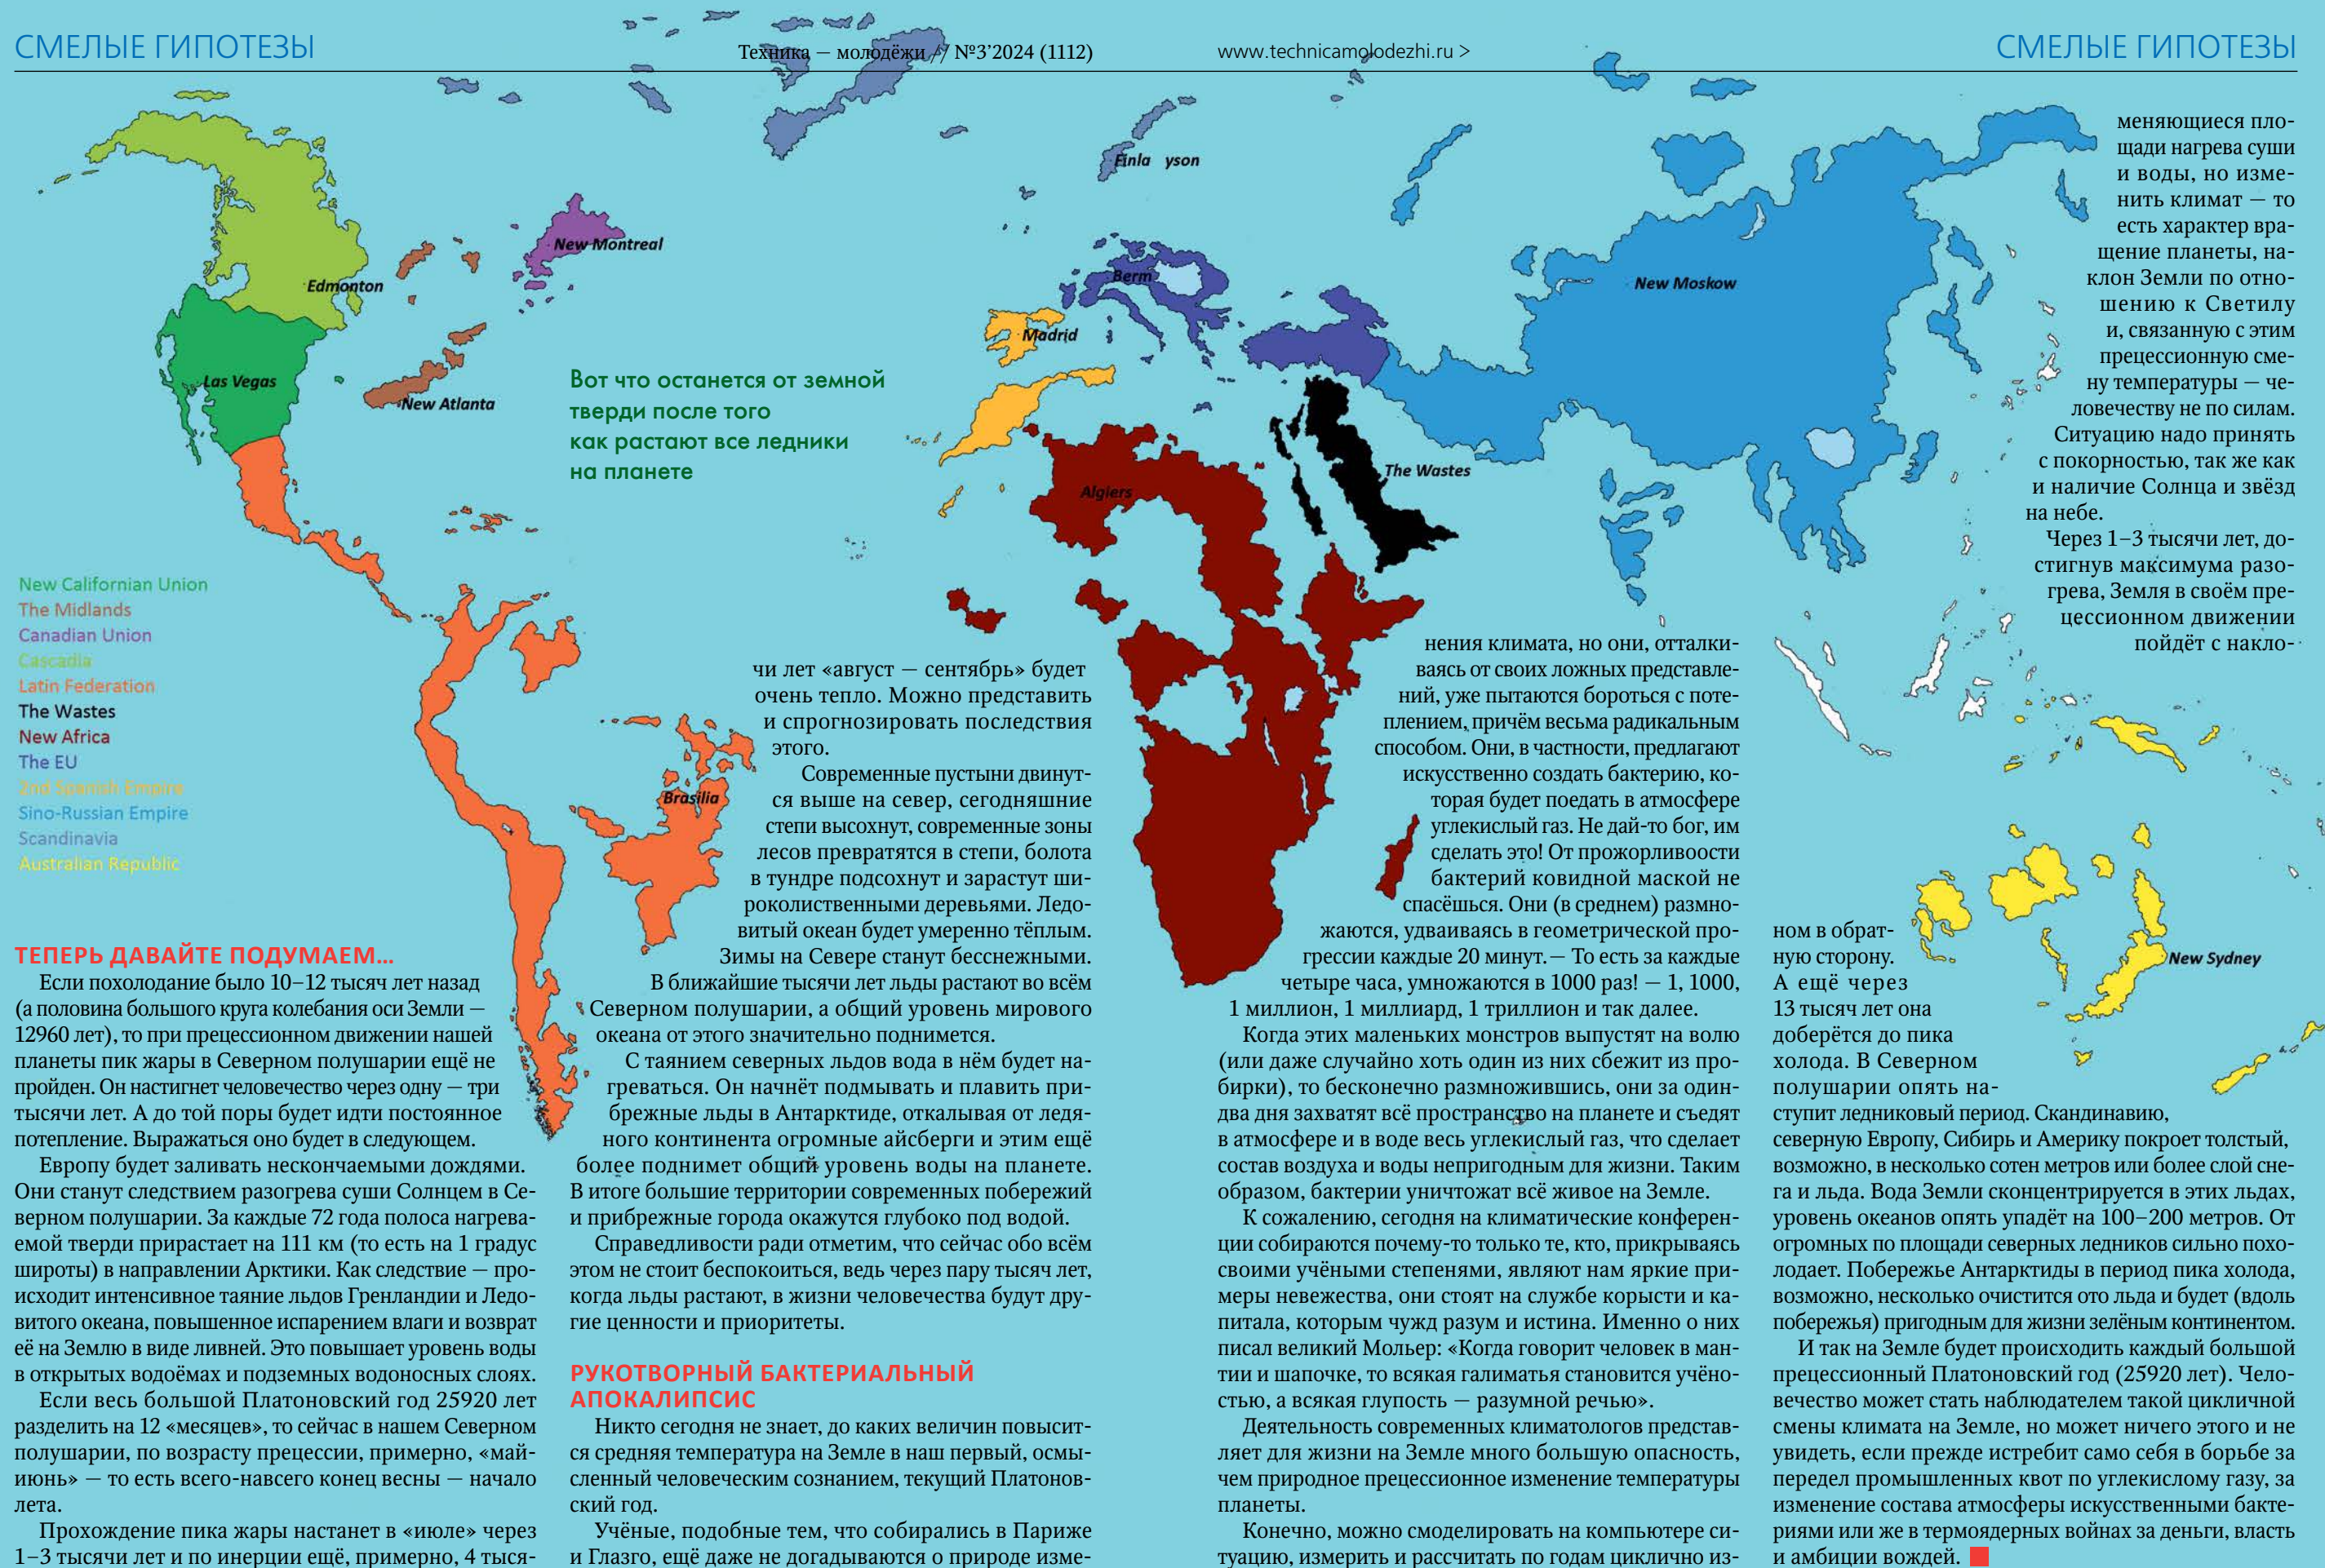 СМЕЛЫЕ ГИПОТЕЗЫ
Техника — молодёжи // №3’2024 (1112)
www.technicamolodezhi.ru >
СМЕЛЫЕ ГИПОТЕЗЫ
Edmonton
New Montreal
Las Vegas
New Atlanta
Brasilia
Finla yson
Berm
Madrid
Algiers
The Wastes
New Moskow
New Sydney
Вот что останется от земной
тверди после того
как растают все ледники
на планете
New Californian Union
The Midlands
Canadian Union
Cascadia
Latin Federation
The Wastes
New Africa
The EU
2nd Spanish Empire
Sino-Russian Empire
Scandinavia
Australian Republic
ТЕПЕРЬ ДАВАЙТЕ ПОДУМАЕМ…
Если похолодание было 10–12 тысяч лет назад
(а половина большого круга колебания оси Земли —
12960 лет), то при прецессионном движении нашей
планеты пик жары в Северном полушарии ещё не
пройден. Он настигнет человечество через одну — три
тысячи лет. А до той поры будет идти постоянное
потепление. Выражаться оно будет в следующем.
Европу будет заливать нескончаемыми дождями.
Они станут следствием разогрева суши Солнцем в Се-
верном полушарии. За каждые 72 года полоса нагрева-
емой тверди прирастает на 111 км (то есть на 1 градус
широты) в направлении Арктики. Как следствие — про-
исходит интенсивное таяние льдов Гренландии и Ледо-
витого океана, повышенное испарением влаги и возврат
её на Землю в виде ливней. Это повышает уровень воды
в открытых водоёмах и подземных водоносных слоях.
Если весь большой Платоновский год 25920 лет
разделить на 12 «месяцев», то сейчас в нашем Северном
полушарии, по возрасту прецессии, примерно, «май-
июнь» — то есть всего-навсего конец весны — начало
лета.
Прохождение пика жары настанет в «июле» через
1–3 тысячи лет и по инерции ещё, примерно, 4 тыся-
чи лет «август — сентябрь» будет
очень тепло. Можно представить
и спрогнозировать последствия
этого.
Современные пустыни двинут-
ся выше на север, сегодняшние
степи высохнут, современные зоны
лесов превратятся в степи, болота
в тундре подсохнут и зарастут ши-
роколиственными деревьями. Ледо-
витый океан будет умеренно тёплым.
Зимы на Севере станут бесснежными.
В ближайшие тысячи лет льды растают во всём
Северном полушарии, а общий уровень мирового
океана от этого значительно поднимется.
С таянием северных льдов вода в нём будет на-
греваться. Он начнёт подмывать и плавить при-
брежные льды в Антарктиде, откалывая от ледя-
ного континента огромные айсберги и этим ещё
более поднимет общий уровень воды на планете.
В итоге большие территории современных побережий
и прибрежные города окажутся глубоко под водой.
Справедливости ради отметим, что сейчас обо всём
этом не стоит беспокоиться, ведь через пару тысяч лет,
когда льды растают, в жизни человечества будут дру-
гие ценности и приоритеты.
РУКОТВОРНЫЙ БАКТЕРИАЛЬНЫЙ
АПОКАЛИПСИС
Никто сегодня не знает, до каких величин повысит-
ся средняя температура на Земле в наш первый, осмы-
сленный человеческим сознанием, текущий Платонов-
ский год.
Учёные, подобные тем, что собирались в Париже
и Глазго, ещё даже не догадываются о природе изме-
нения климата, но они, отталки-
ваясь от своих ложных представле-
ний, уже пытаются бороться с поте-
плением, причём весьма радикальным
способом. Они, в частности, предлагают
искусственно создать бактерию, ко-
торая будет поедать в атмосфере
углекислый газ. Не дай-то бог, им
сделать это! От прожорливоости
бактерий ковидной маской не
спасёшься. Они (в среднем) размно-
жаются, удваиваясь в геометрической про-
грессии каждые 20 минут.— То есть за каждые
четыре часа, умножаются в 1000 раз! — 1, 1000,
1 миллион, 1 миллиард, 1 триллион и так далее.
Когда этих маленьких монстров выпустят на волю
(или даже случайно хоть один из них сбежит из про-
бирки), то бесконечно размножившись, они за один-
два дня захватят всё пространство на планете и съедят
в атмосфере и в воде весь углекислый газ, что сделает
состав воздуха и воды непригодным для жизни. Таким
образом, бактерии уничтожат всё живое на Земле.
К сожалению, сегодня на климатические конферен-
ции собираются почему-то только те, кто, прикрываясь
своими учёными степенями, являют нам яркие при-
меры невежества, они стоят на службе корысти и ка-
питала, которым чужд разум и истина. Именно о них
писал великий Мольер: «Когда говорит человек в ман-
тии и шапочке, то всякая галиматья становится учёно-
стью, а всякая глупость — разумной речью».
Деятельность современных климатологов представ-
ляет для жизни на Земле много большую опасность,
чем природное прецессионное изменение температуры
планеты.
Конечно, можно смоделировать на компьютере си-
туацию, измерить и рассчитать по годам циклично из-
меняющиеся пло-
щади нагрева суши
и воды, но изме-
нить климат — то
есть характер вра-
щение планеты, на-
клон Земли по отно-
шению к Светилу
и, связанную с этим
прецессионную сме-
ну температуры — че-
ловечеству не по силам.
Ситуацию надо принять
с покорностью, так же как
и наличие Солнца и звёзд
на небе.
Через 1–3 тысячи лет, до-
стигнув максимума разо-
грева, Земля в своём пре-
цессионном движении
пойдёт с накло-
ном в обрат-
ную сторону.
А ещё через
13 тысяч лет она
доберётся до пика
холода. В Северном
полушарии опять на-
ступит ледниковый период. Скандинавию,
северную Европу, Сибирь и Америку покроет толстый,
возможно, в несколько сотен метров или более слой сне-
га и льда. Вода Земли сконцентрируется в этих льдах,
уровень океанов опять упадёт на 100–200 метров. От
огромных по площади северных ледников сильно похо-
лодает. Побережье Антарктиды в период пика холода,
возможно, несколько очистится ото льда и будет (вдоль
побережья) пригодным для жизни зелёным континентом.
И так на Земле будет происходить каждый большой
прецессионный Платоновский год (25920 лет). Чело-
вечество может стать наблюдателем такой цикличной
смены климата на Земле, но может ничего этого и не
увидеть, если прежде истребит само себя в борьбе за
передел промышленных квот по углекислому газу, за
изменение состава атмосферы искусственными бакте-
риями или же в термоядерных войнах за деньги, власть
и амбиции вождей.